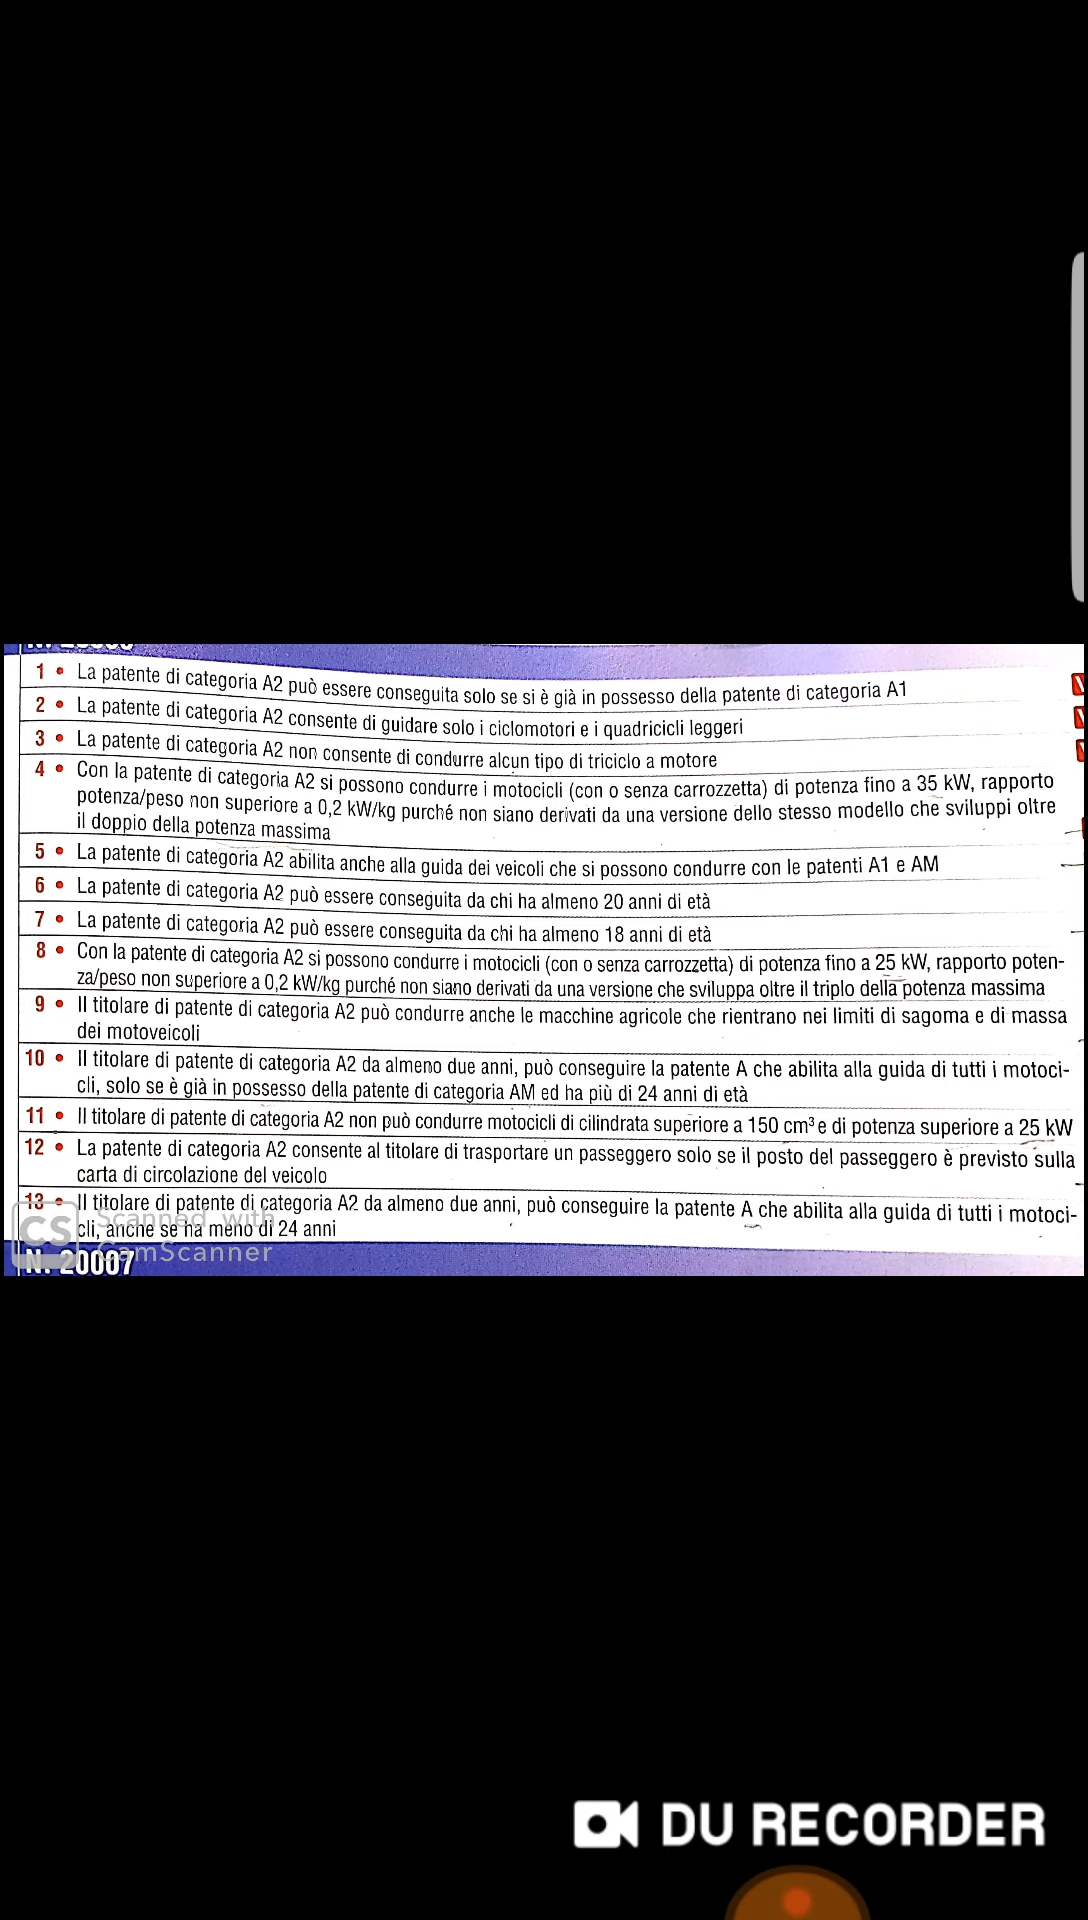 1 • La patente di categoria A2 può essere conseguita solo se si è già in possesso della patente di categoria A1
2 • La patente di categoria A2 consente di guidare solo i ciclomotori e i quadricicli leggeri
3 • La patente di categoria A2 non consente di condurre alcun tipo di triciclo a motore
4 • Con la patente di categoria A2 si possono condurre i motocicli (con o senza carrozzetta) di potenza fino a 35 kW, rapporto
potenza/peso non superiore a 0,2 kW/kg purché non siano derivati da una versione dello stesso modello che sviluppi oltre
il doppio della potenza massima
5 • La patente di categoria A2 abilita anche alla guida dei veicoli che si possono condurre con le patenti A1 e AM
6 • La patente di categoria A2 può essere conseguita da chi ha almeno 20 anni di età
7 • La patente di categoria A2 può essere conseguita da chi ha almeno 18 anni di età
8 • Con la patente di categoria A2 si possono condurre i motocicli (con o senza carrozzetta) di potenza fino a 25 kW, rapporto poten-
za/peso non superiore a 0,2 kW/kg purché non siano derivati da una versione che sviluppa oltre il triplo della potenza massima
9 • Il titolare di patente di categoria A2 può condurre anche le macchine agricole che rientrano nei limiti di sagoma e di massa
dei motoveicoli
10 • Il titolare di patente di categoria A2 da almeno due anni, può conseguire la patente A che abilita alla guida di tutti i motoci-
cli, solo se è già in possesso della patente di categoria AM ed ha più di 24 anni di età
11 • Il titolare di patente di categoria A2 non può condurre motocicli di cilindrata superiore a 150 cm³ e di potenza superiore a 25 kW
12 • La patente di categoria A2 consente al titolare di trasportare un passeggero solo se il posto del passeggero è previsto sulla
carta di circolazione del veicolo
13 • Il titolare di patente di categoria A2 da almeno due anni, può conseguire la patente A che abilita alla guida di tutti i motoci-
cli, anche se ha meno di 24 anni
CS Scanned with
CamScanner
N. 20007
DU RECORDER